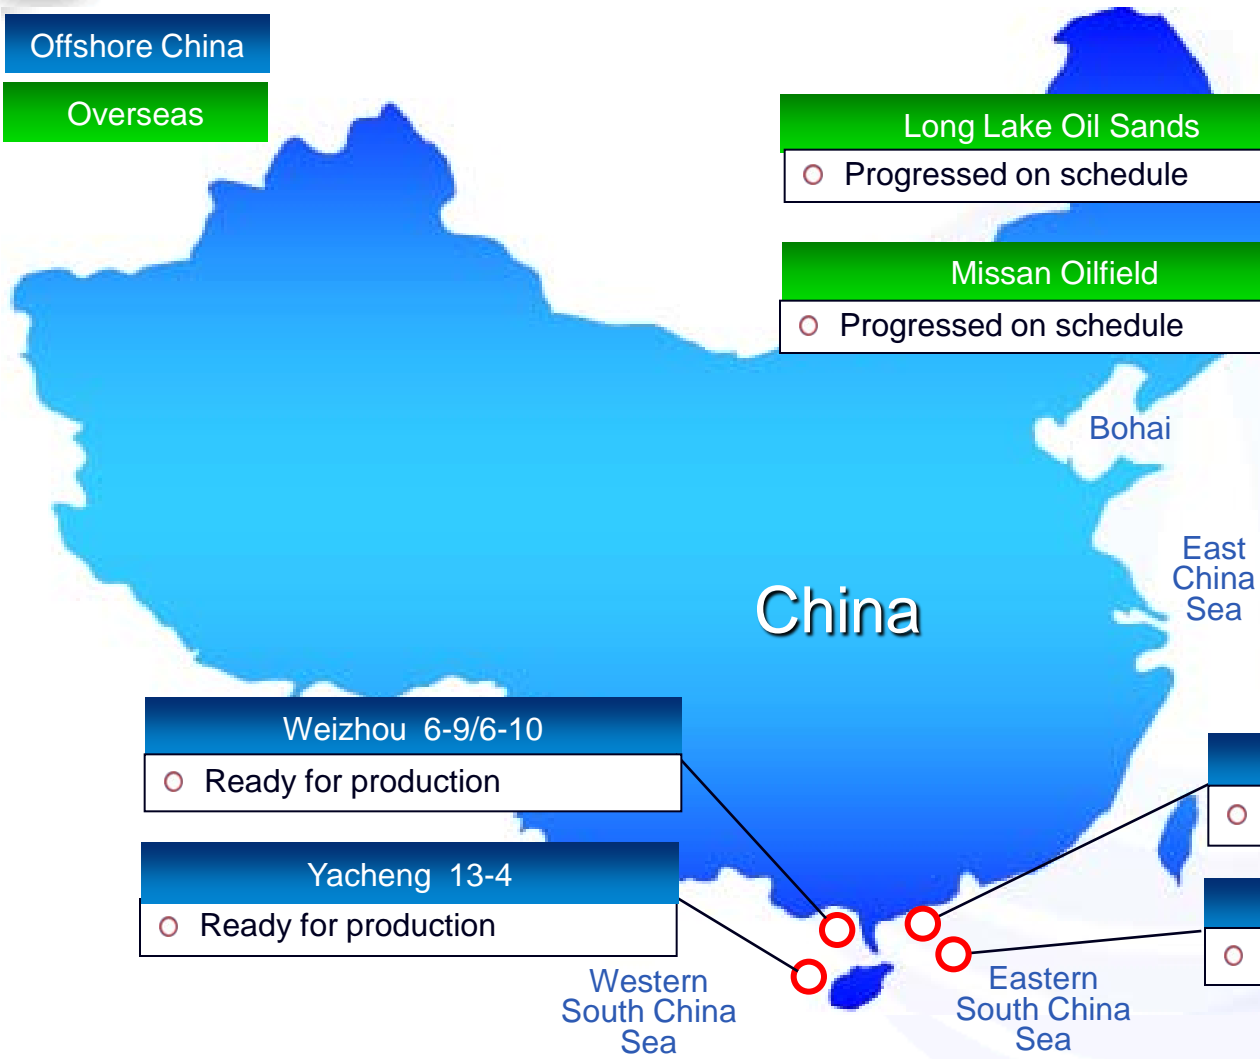 Offshore China
Overseas
Long Lake Oil Sands
Progressed on schedule
Missan Oilfield
Progressed on schedule
Bohai
East
China
Sea
China
Weizhou 6-9/6-10
Ready for production
Yacheng 13-4
Ready for production
Western
South China
Sea
Eastern
South China
Sea